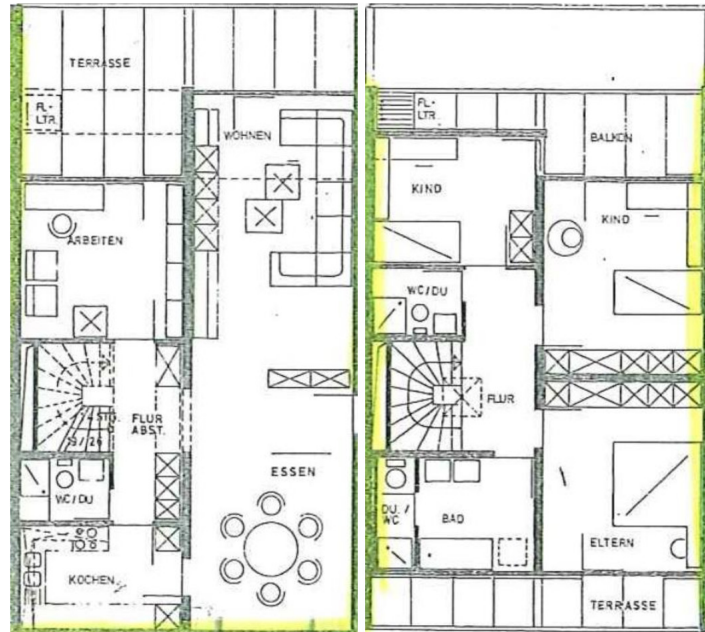 TERRASSE
FL-
LTR.
WOHNEN
ARBEITEN
FLUR
ABST.
WC/DU
ESSEN
KOCHEN
FL-
LTR.
BALKON
KIND
KIND
WC/DU
FLUR
DU./
WC
BAD
ELTERN
TERRASSE